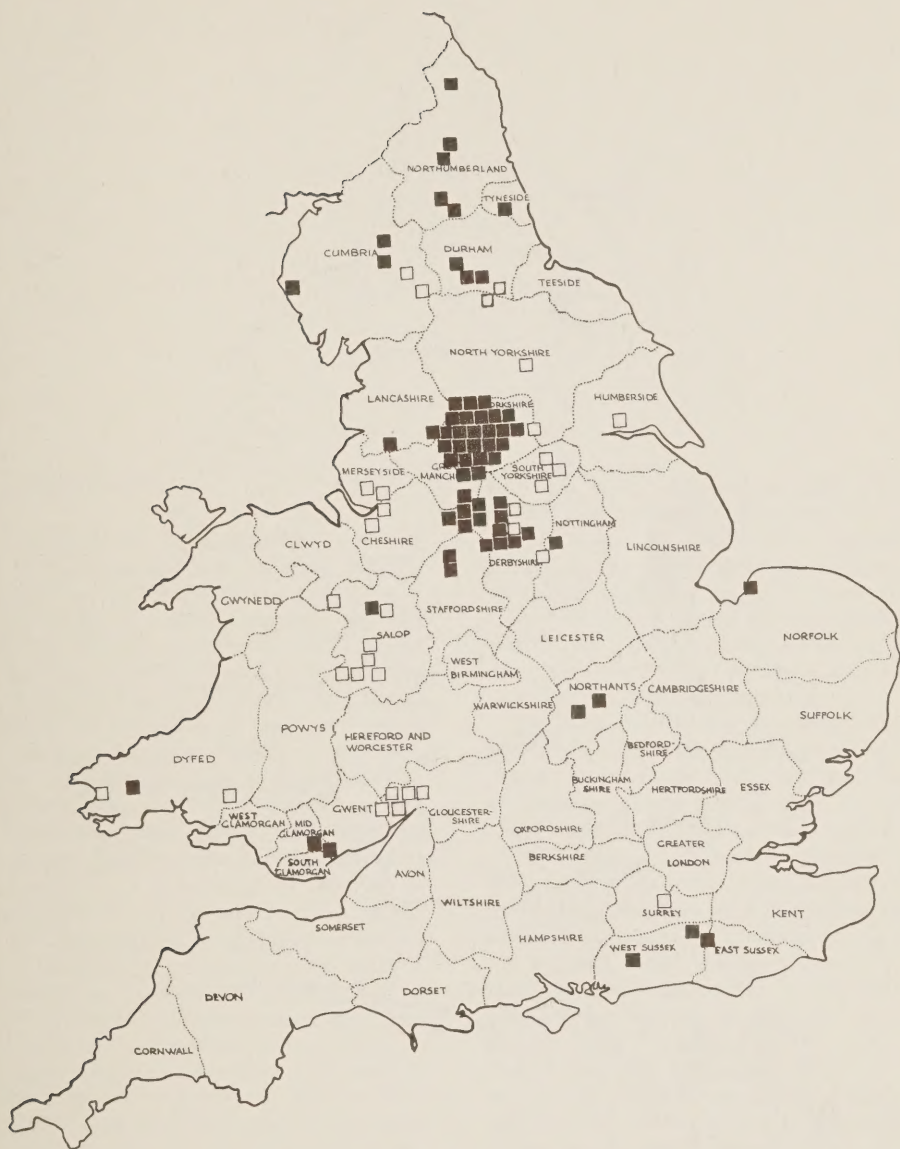 NORTHUMBERLAND
TYNESIDE
CUMBRIA
DURHAM
TEESIDE
NORTH YORKSHIRE
LANCASHIRE
ORKSHIRE
HUMBERSIDE
MERSEYSIDE
MANCH
SOUTH
YORKSHIRE
CHESHIRE
CLWYD
NOTTINGHAM
LINCOLNSHIRE
DERBYSHIR
GWYNEDD
STAFFORDSHIRE
SALOP
LEICESTER
NORFOLK
WEST
BIRMINGHAM
NORTHANTS
CAMBRIDGESHIRE
WARWICKSHIRE
SUFFOLK
POWYS
HEREFORD AND
WORCESTER
BEDFORD-
SHIRE
DYFED
BUCKINGHAM
SHIRE
HERTFORDSHIRE
ESSEX
GWENT
GLOUCESTER-
SHIRE
WEST
GLAMORGAN
MID
GLAMORGAN
OXFORDSHIRE
SOUTH
GLAMORGAN
BERKSHIRE
GREATER
LONDON
AVON
WILTSHIRE
SURREY
KENT
SOMERSET
HAMPSHIRE
WEST SUSSEX
EAST SUSSEX
DEVON
DORSET
CORNWALL